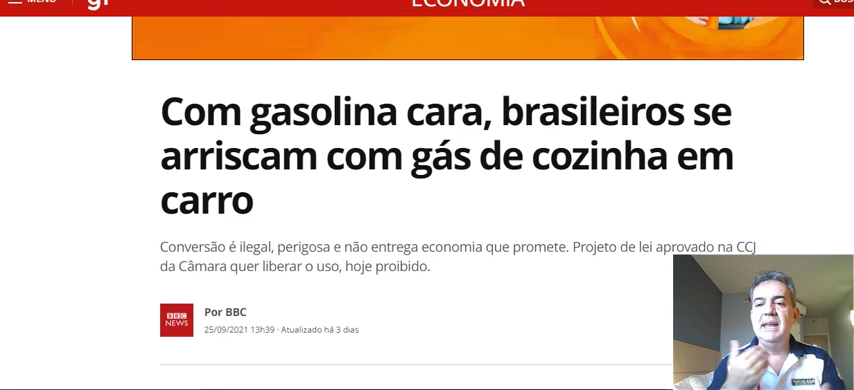 MENU
g1
ECONOMIA
Com gasolina cara, brasileiros se
arriscam com gás de cozinha em
carro
Conversão é ilegal, perigosa e não entrega economia que promete. Projeto de lei aprovado na CCJ
da Câmara quer liberar o uso, hoje proibido.
BBC
NEWS
Por BBC
25/09/2021 13h39 · Atualizado há 3 dias